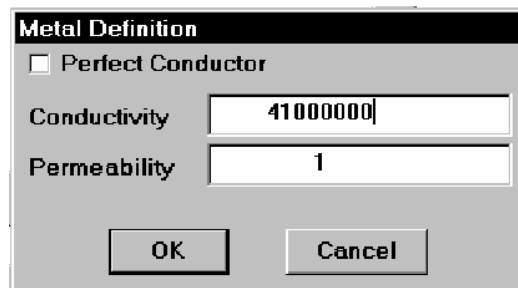 Metal Definition
Perfect Conductor
Conductivity 41000000
Permeability 1
OK Cancel